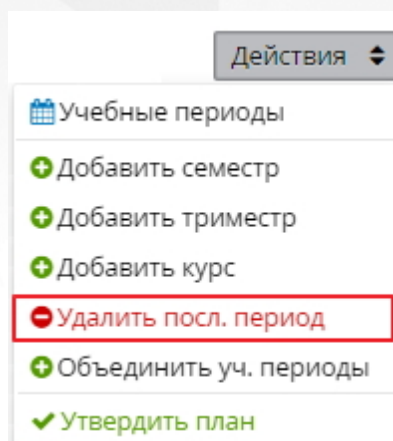 Действия
Учебные периоды
Добавить семестр
Добавить триместр
Добавить курс
Удалить посл. период
Объединить уч. периоды
Утвердить план